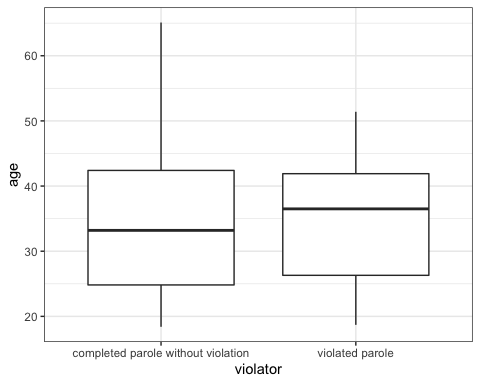 60
50
40
30
20
age
completed parole without violation
violated parole
violator